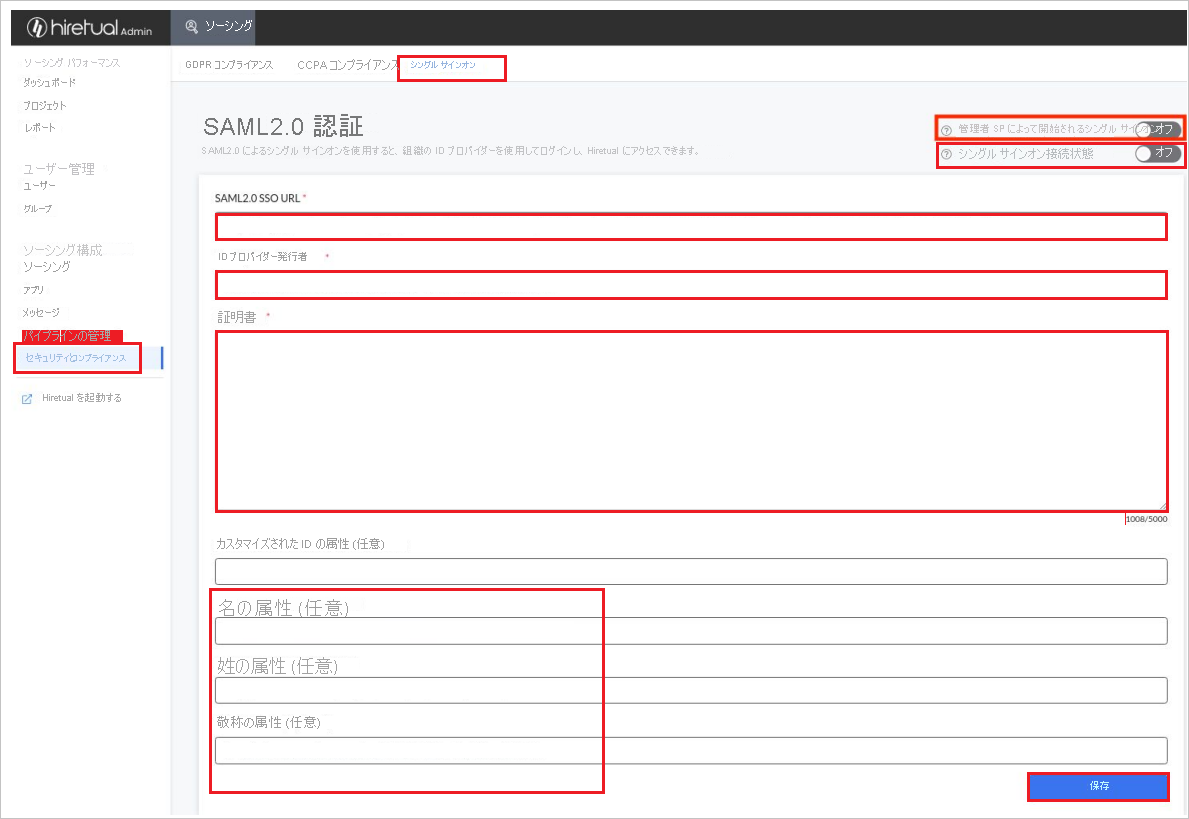 hiretual Admin
ソーシング
ソーシング パフォーマンス
ダッシュボード
プロジェクト
レポート
ユーザー管理
ユーザー
グループ
ソーシング構成
ソーシング
アプリ
メッセージ
パイプラインの管理
セキュリティコンプライアンス
Hiretual を起動する
GDPR コンプライアンス
CCPA コンプライアンス
シングル サインオン
SAML2.0 認証
SAML2.0 によるシングル サインオンを使用すると、組織の ID プロバイダーを使用してログインし、Hiretual にアクセスできます。
管理者 SP によって開始されるシングル サインオン オフ
シングル サインオン接続状態 オフ
SAML2.0 SSO URL *
ID プロバイダー発行者 *
証明書 *
1008/5000
カスタマイズされた ID の属性 (任意)
名の属性 (任意)
姓の属性 (任意)
敬称の属性 (任意)
保存